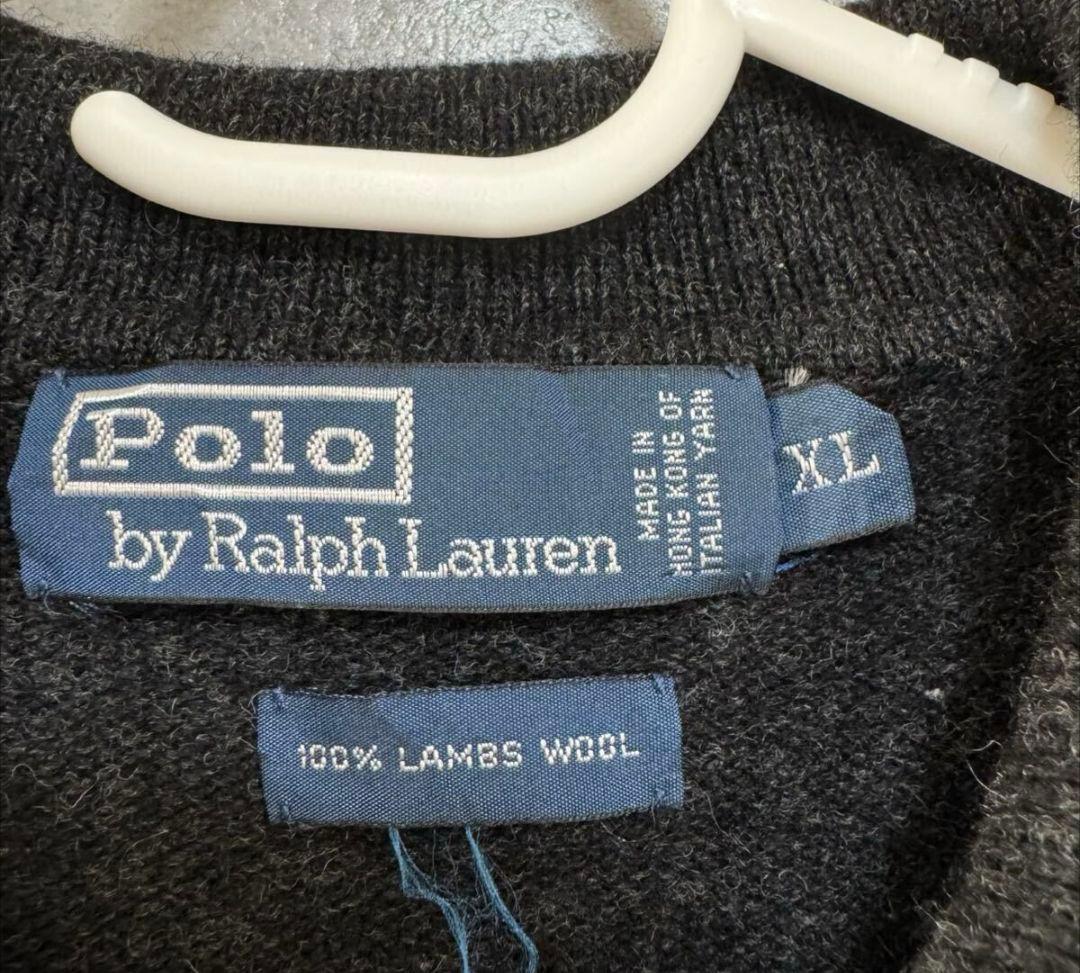 Polo
by Ralph Lauren
MADE IN
HONG KONG OF
ITALIAN YARN
XL
100% LAMBS WOOL